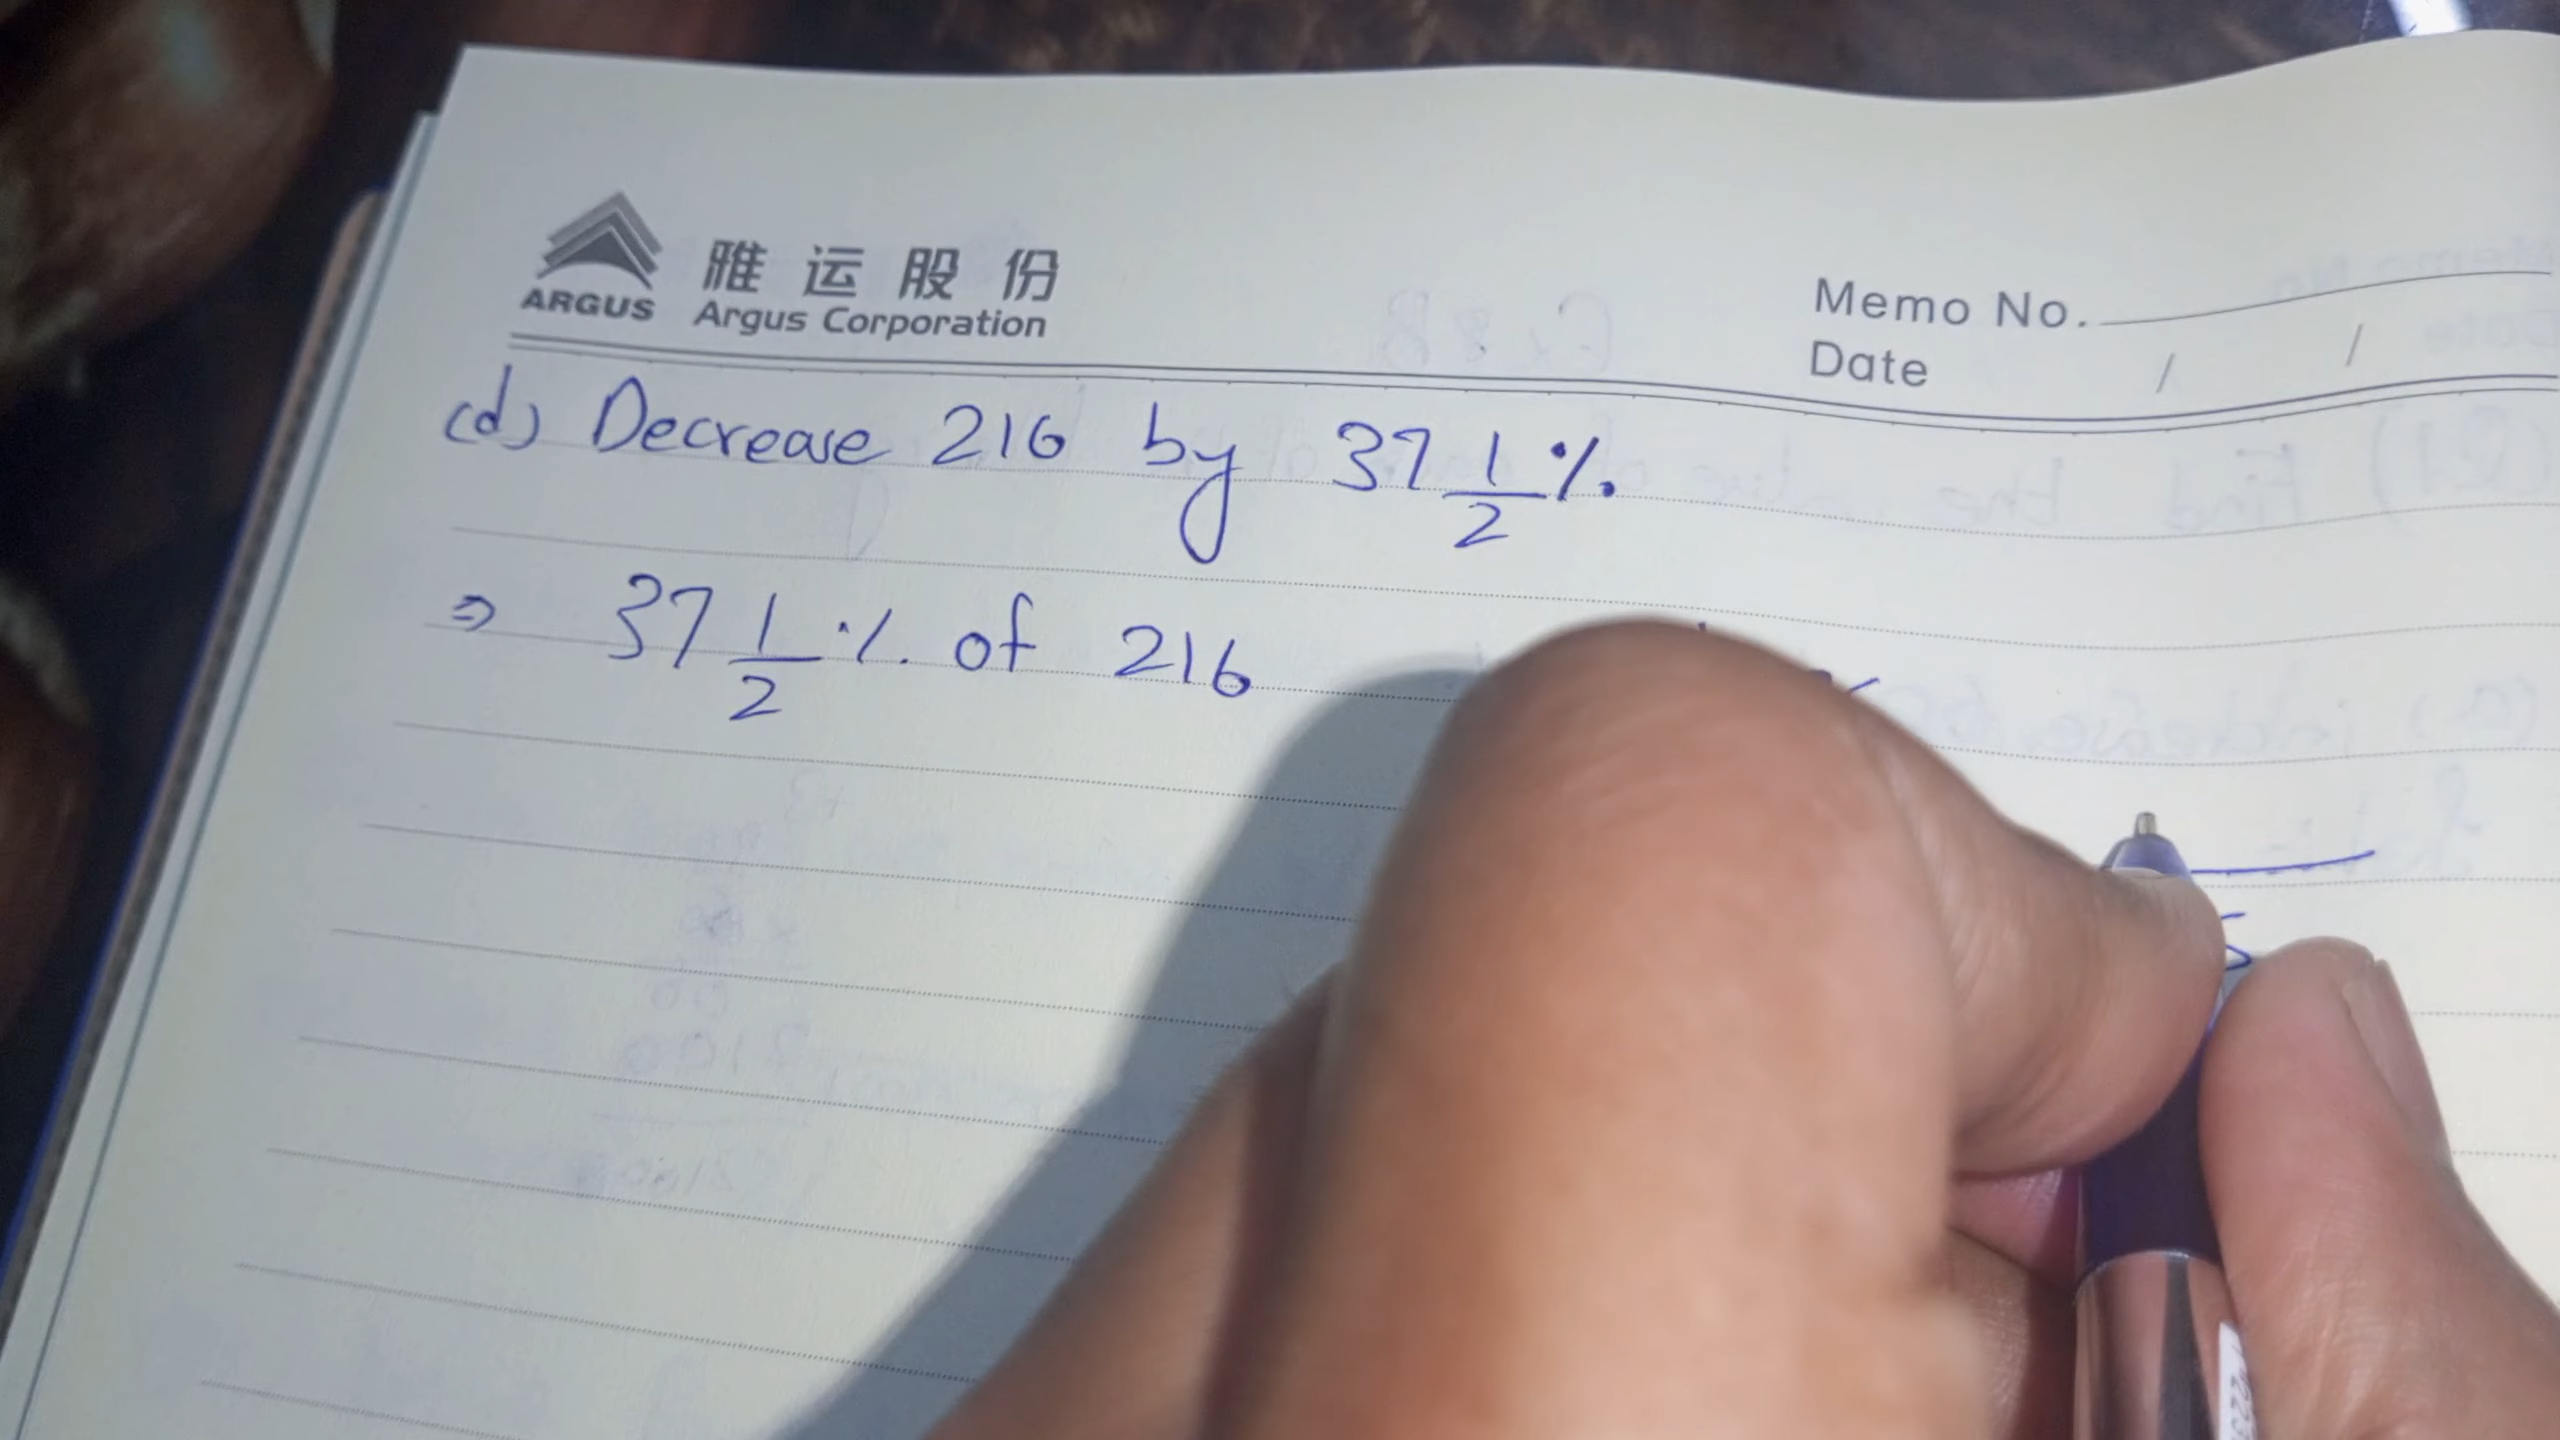 雅运股份
ARGUS Argus Corporation
Memo No.
Date / /
(d) Decrease 216 by 37 1/2 %.
⇒ 37 1/2 %. of 216
5